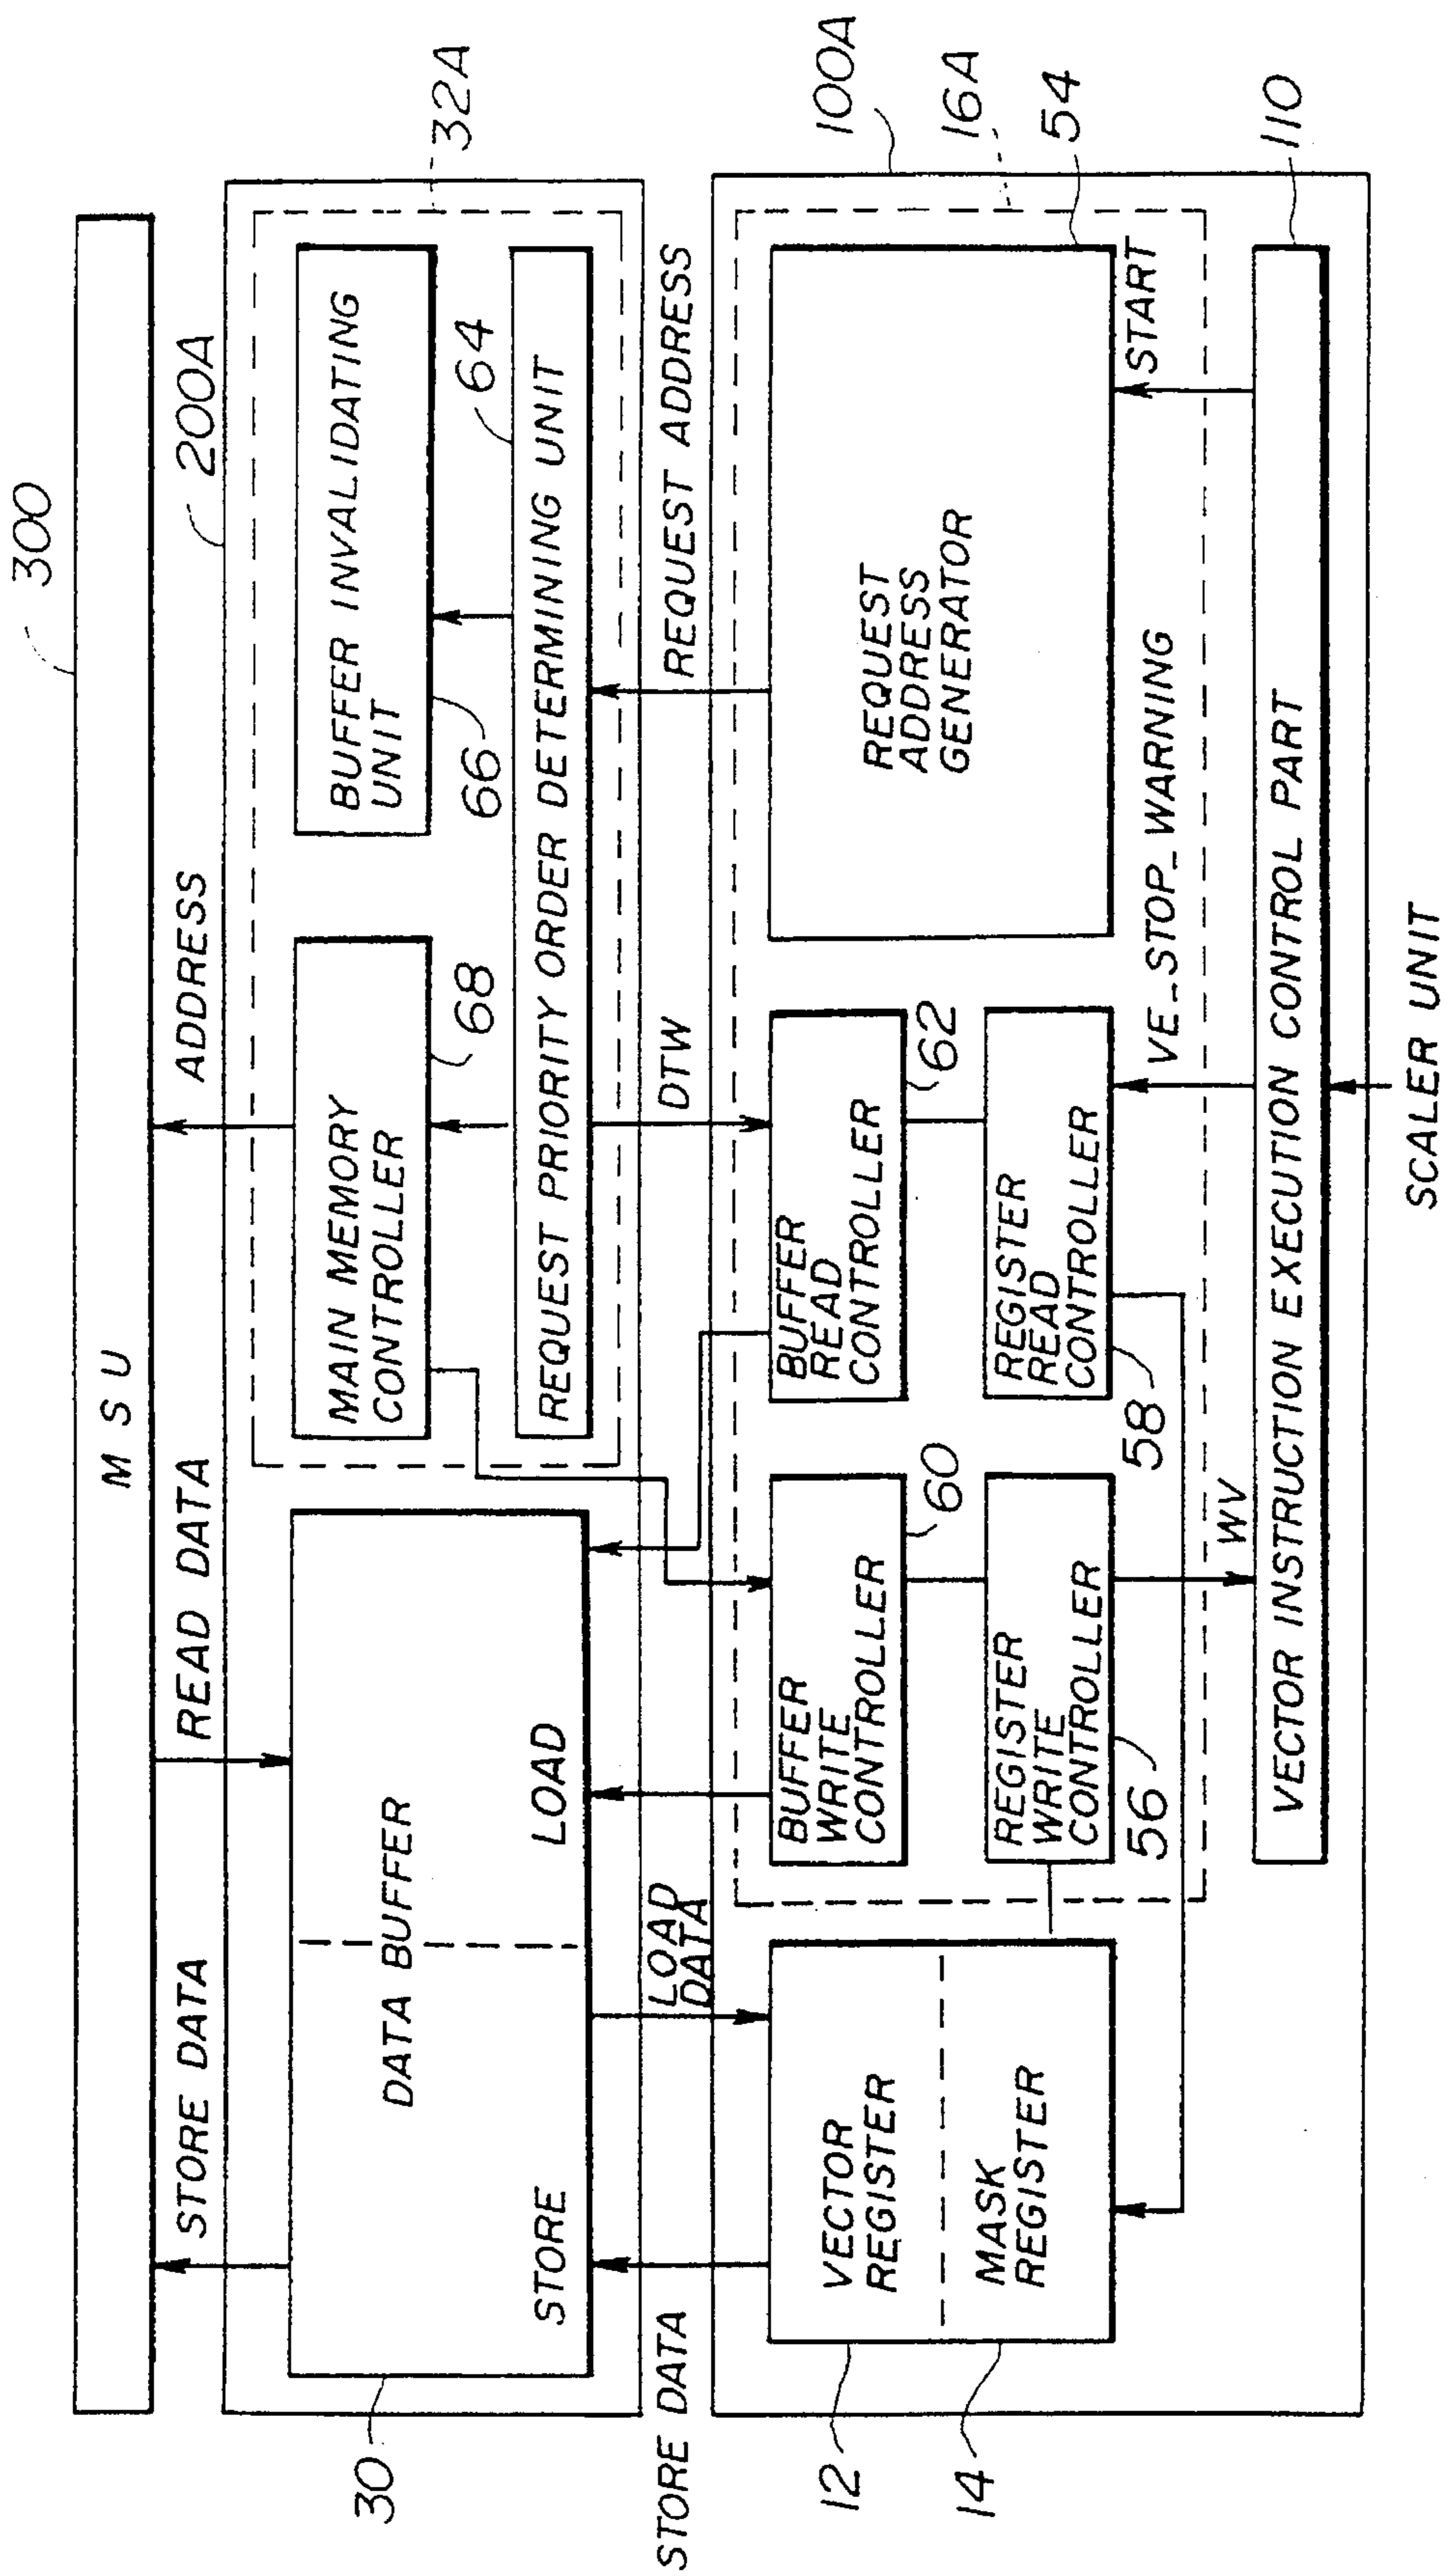 300
M S U
STORE DATA
READ DATA
ADDRESS
200A
30
DATA BUFFER
STORE
LOAD
MAIN MEMORY
CONTROLLER
68
BUFFER INVALIDATING
UNIT
66
64
32A
REQUEST PRIORITY ORDER DETERMINING UNIT
STORE DATA
LOAD
DATA
DTW
REQUEST ADDRESS
100A
16A
12
VECTOR
REGISTER
14
MASK
REGISTER
BUFFER
WRITE
CONTROLLER
60
REGISTER
WRITE
CONTROLLER
56
BUFFER
READ
CONTROLLER
62
REGISTER
READ
CONTROLLER
58
REQUEST
ADDRESS
GENERATOR
54
WV
VE_STOP_WARNING
START
110
VECTOR INSTRUCTION EXECUTION CONTROL PART
SCALER UNIT